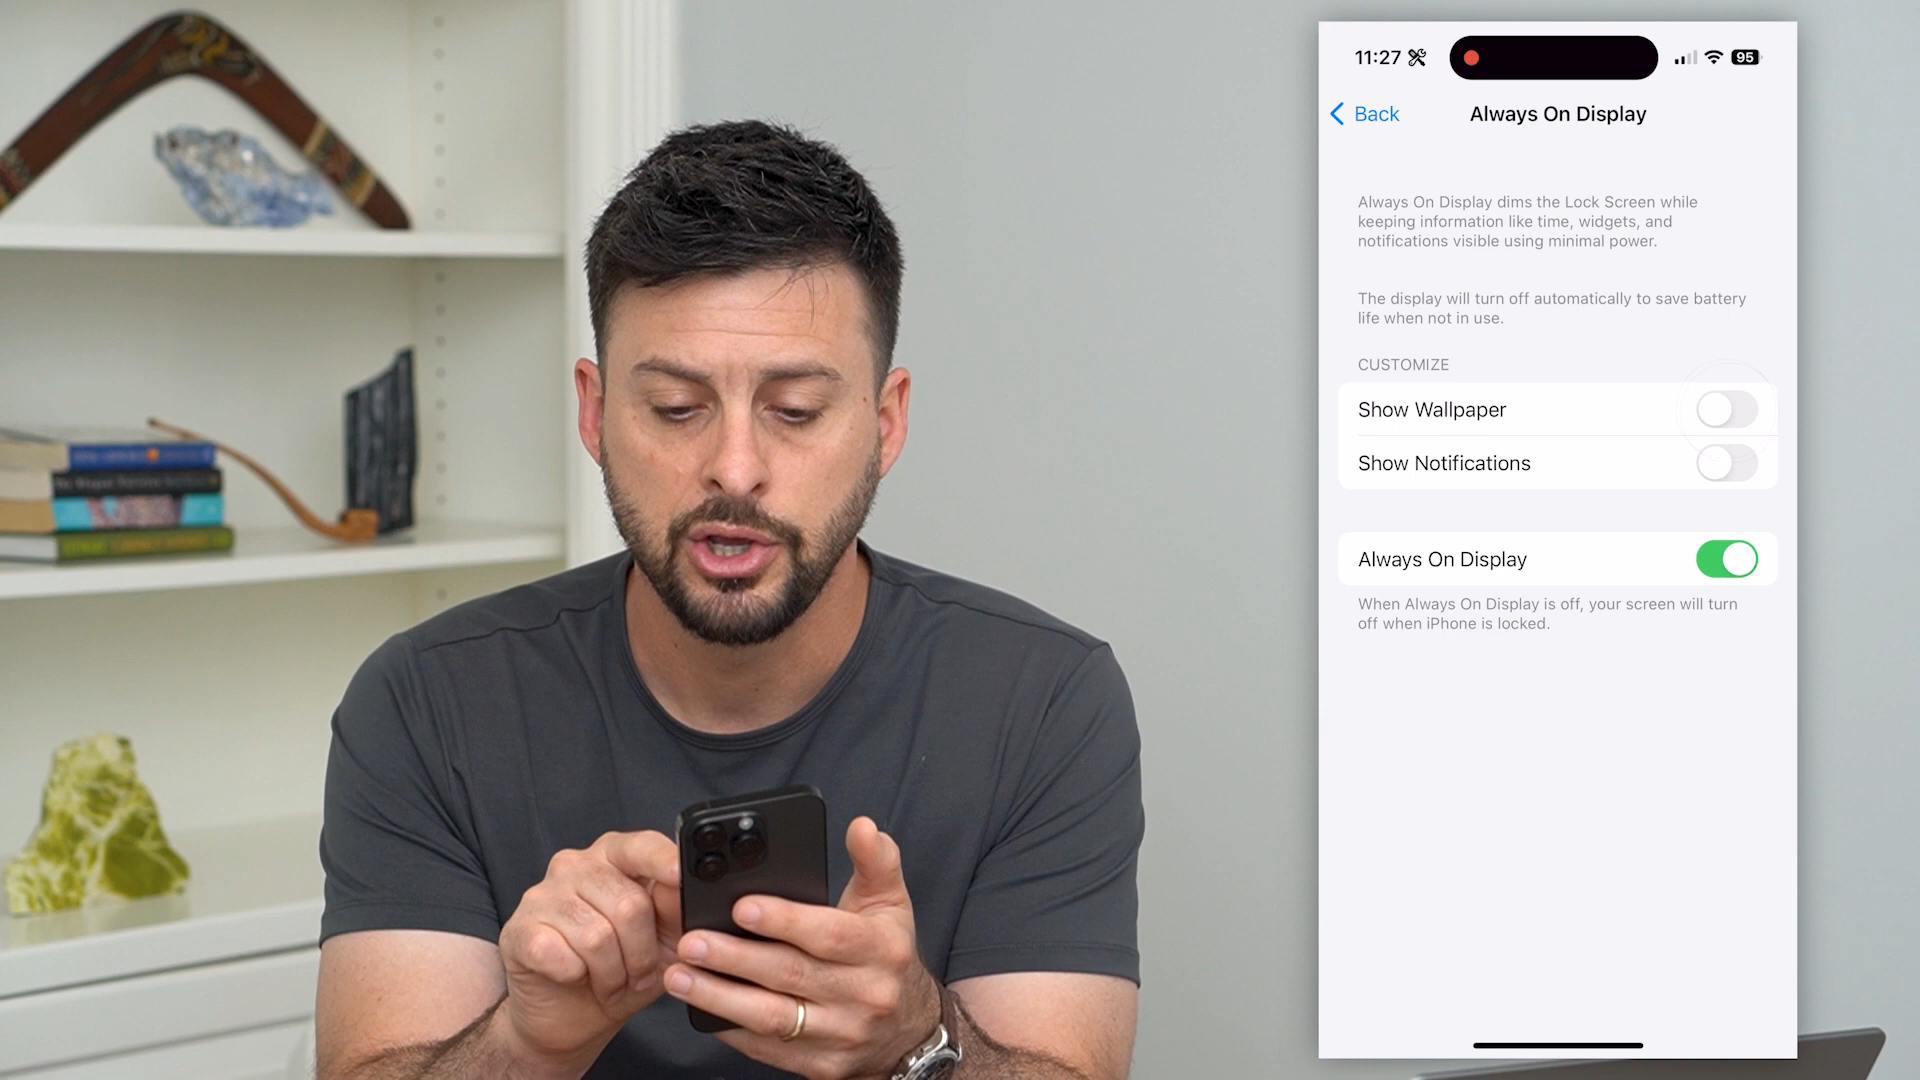 11:27
95
Back
Always On Display
Always On Display dims the Lock Screen while
keeping information like time, widgets, and
notifications visible using minimal power.
The display will turn off automatically to save battery
life when not in use.
CUSTOMIZE
Show Wallpaper
Show Notifications
Always On Display
When Always On Display is off, your screen will turn
off when iPhone is locked.